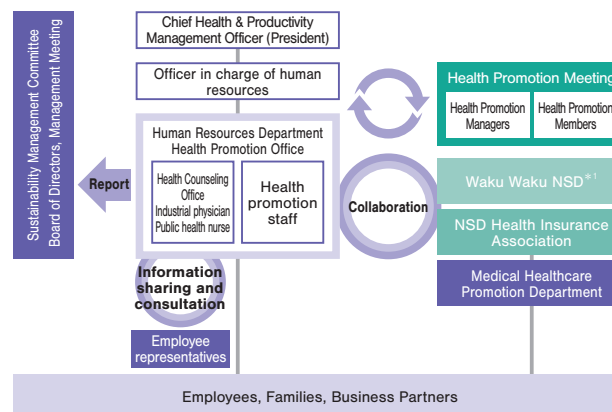 Sustainability Management Committee
Board of Directors, Management Meeting
Chief Health & Productivity
Management Officer (President)
Officer in charge of human
resources
Human Resources Department
Health Promotion Office
Health Counseling
Office
Industrial physician
Public health nurse
Health
promotion
staff
Report
Collaboration
Information
sharing and
consultation
Employee
representatives
Health Promotion Meeting
Health Promotion
Managers
Health Promotion
Members
Waku Waku NSD*1
NSD Health Insurance
Association
Medical Healthcare
Promotion Department
Employees, Families, Business Partners